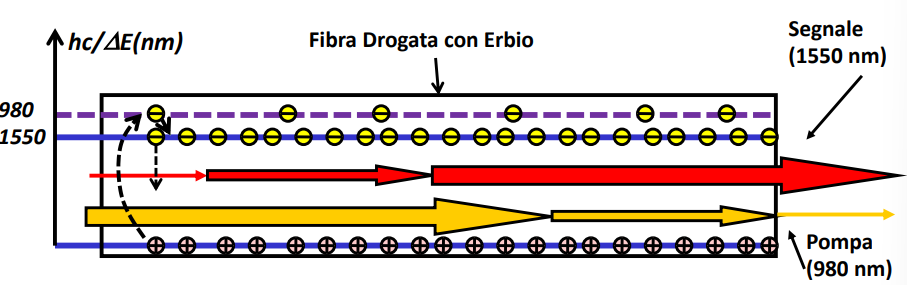 hc/ΔE(nm)
Fibra Drogata con Erbio
Segnale
(1550 nm)
980
1550
Pompa
(980 nm)